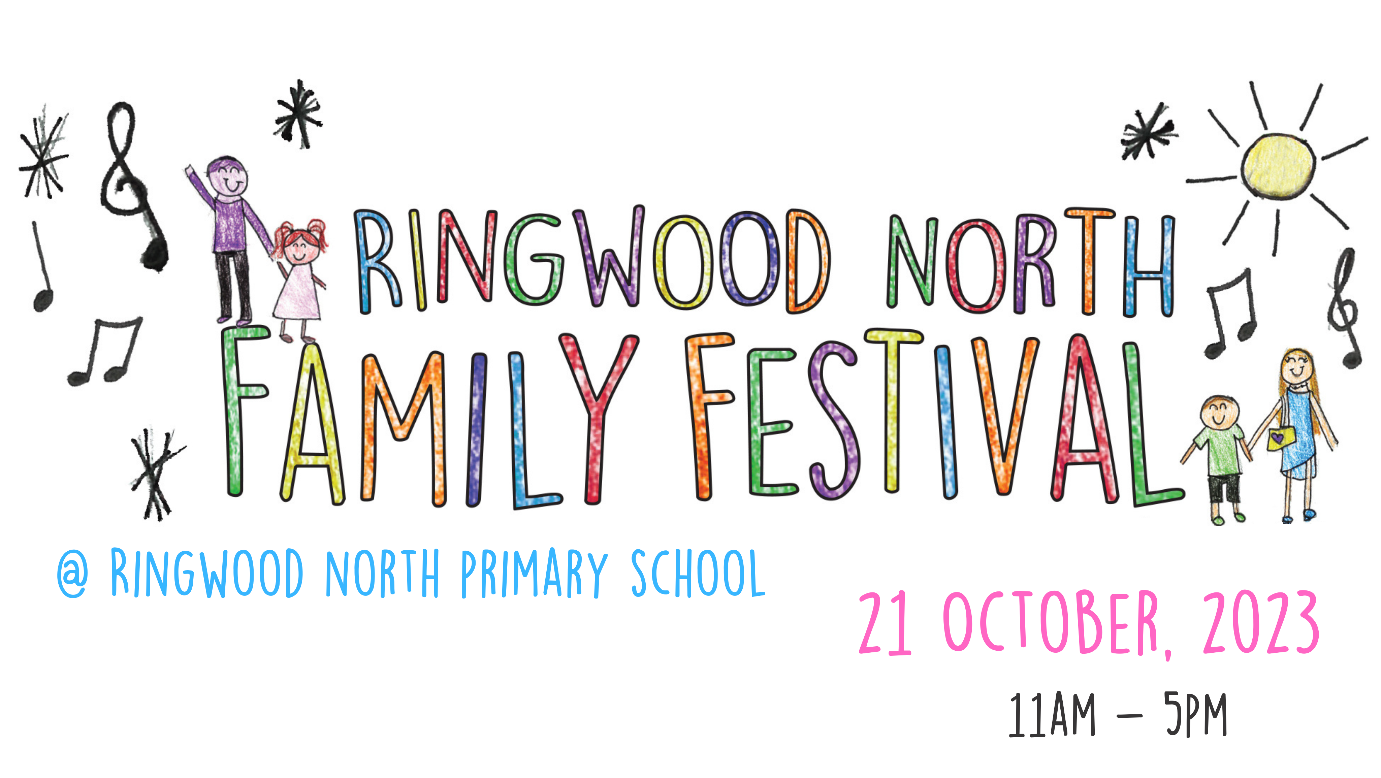 RINGWOOD NORTH
FAMILY FESTIVAL
@ RINGWOOD NORTH PRIMARY SCHOOL
21 OCTOBER, 2023
11AM – 5PM